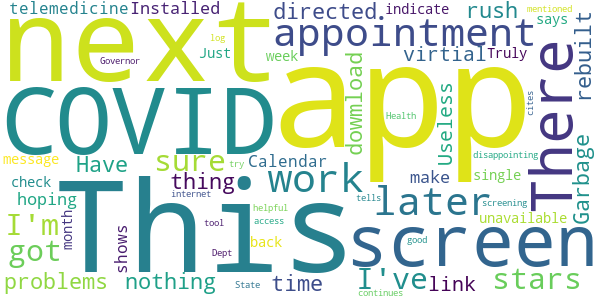 telemedicine Installed directed indicate rush mentioned
next Governor log appointment says
Just week virtial Truly rebuilt
COVID app There
download Useless cites
message Have sure Calendar Health disappointing Garbage
check thing try work make single
hoping This internet later screening
I'm month tool helpful access tells unavailable
got shows Dept back good screen
problems nothing State time I've link stars
continues